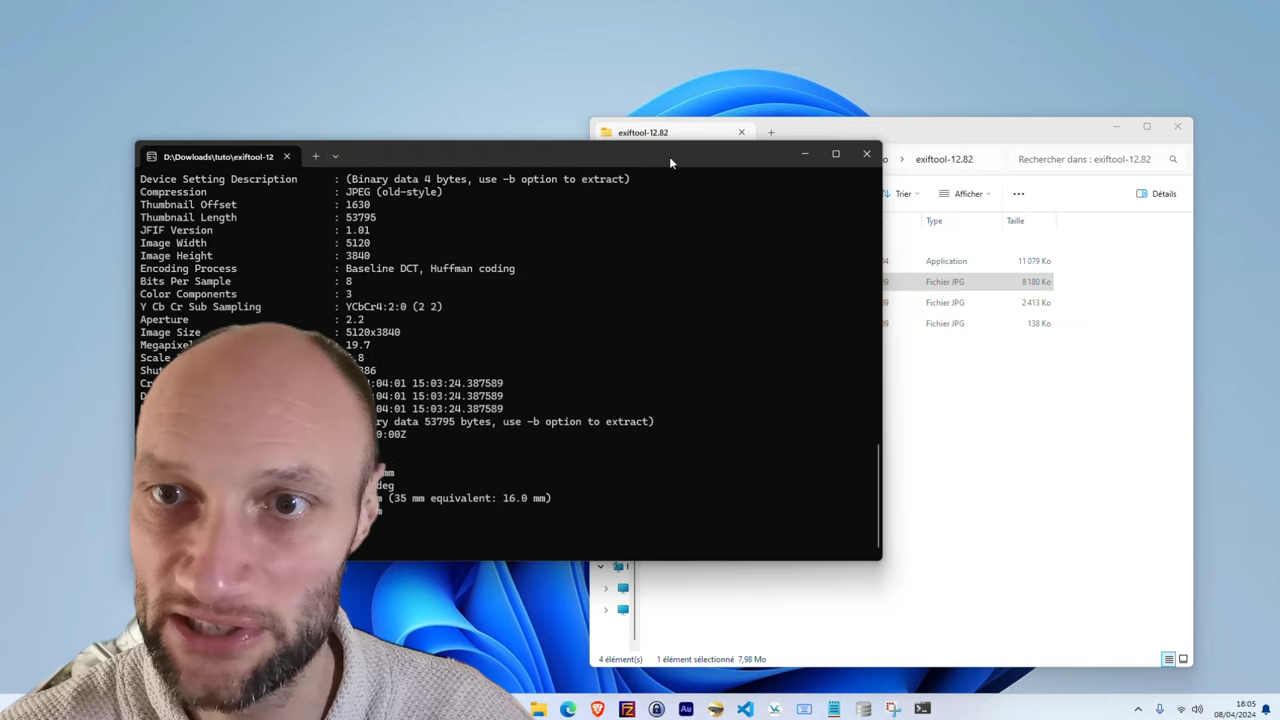 exiftool-12.82
D:\Dowloads\tuto\exiftool-12
exiftool-12.82
Rechercher dans : exiftool-12.82
Trier
Afficher
Détails
Type
Taille
Application
11 079 Ko
Fichier JPG
8 180 Ko
Fichier JPG
2 413 Ko
Fichier JPG
138 Ko
Device Setting Description : (Binary data 4 bytes, use -b option to extract)
Compression : JPEG (old-style)
Thumbnail Offset : 1630
Thumbnail Length : 53795
JFIF Version : 1.01
Image Width : 5120
Image Height : 3840
Encoding Process : Baseline DCT, Huffman coding
Bits Per Sample : 8
Color Components : 3
Y Cb Cr Sub Sampling : YCbCr4:2:0 (2 2)
Aperture : 2.2
Image Size : 5120x3840
19.7
Scale
:04:01 15:03:24.387589
:04:01 15:03:24.387589
:04:01 15:03:24.387589
data 53795 bytes, use -b option to extract)
0:00Z
mm
deg
(35 mm equivalent: 16.0 mm)
4 élément(s)
1 élément sélectionné 7,98 Mo
18:05
08/04/2024